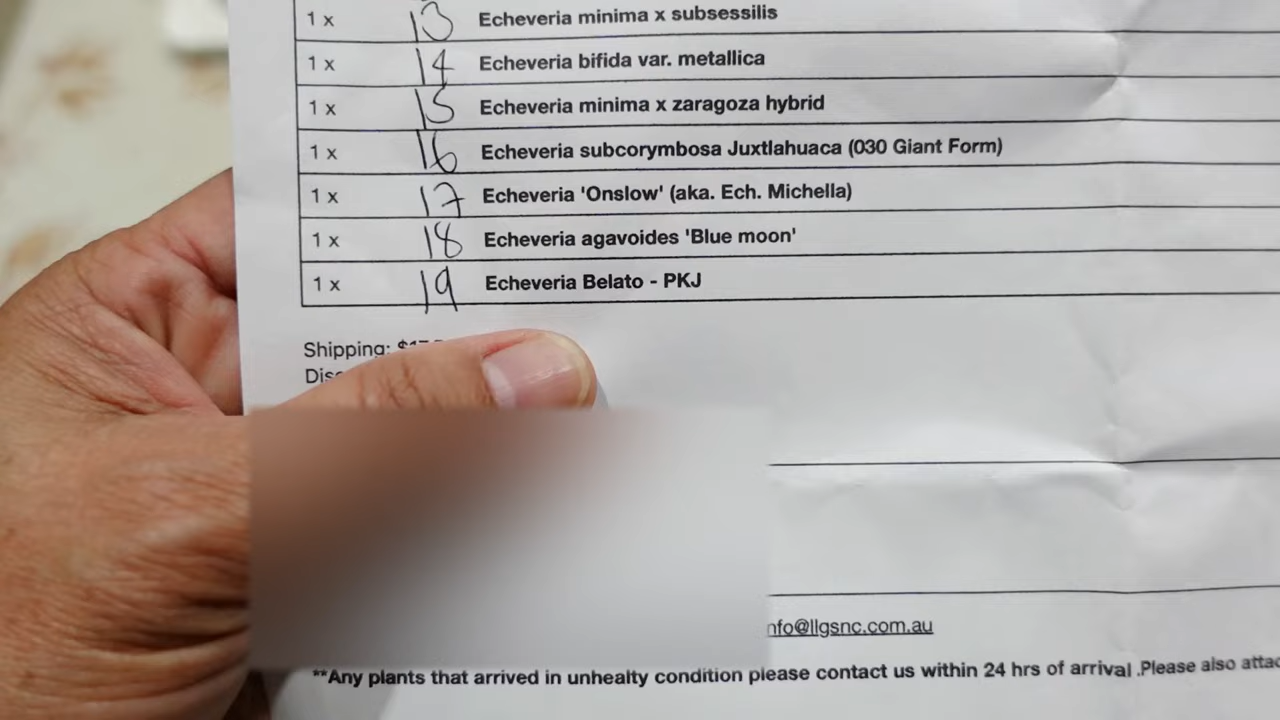 1 x 13 Echeveria minima x subsessilis
1 x 14 Echeveria bifida var. metallica
1 x 15 Echeveria minima x zaragoza hybrid
1 x 16 Echeveria subcorymbosa Juxtlahuaca (030 Giant Form)
1 x 17 Echeveria 'Onslow' (aka. Ech. Michella)
1 x 18 Echeveria agavoides 'Blue moon'
1 x 19 Echeveria Belato - PKJ
Shipping:
nfo@llgsnc.com.au
**Any plants that arrived in unhealty condition please contact us within 24 hrs of arrival .Please also